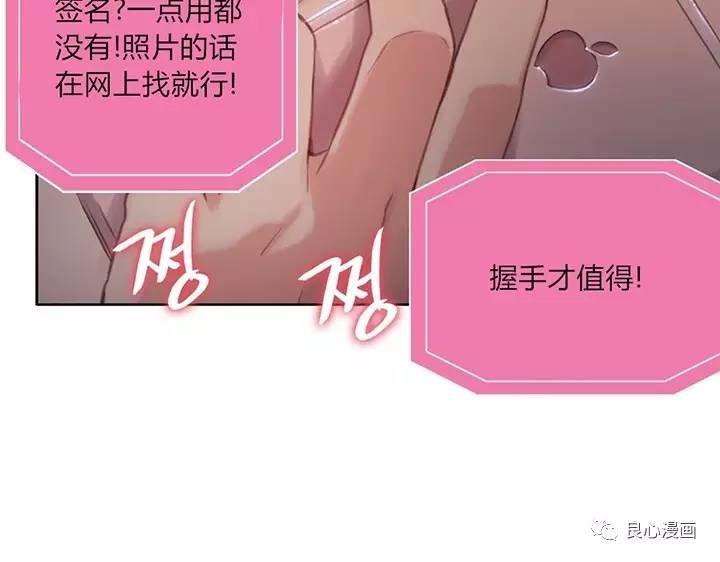 签名?一点用都
没有!照片的话
在网上找就行!
쩡
쩡
握手才值得!
良心漫画